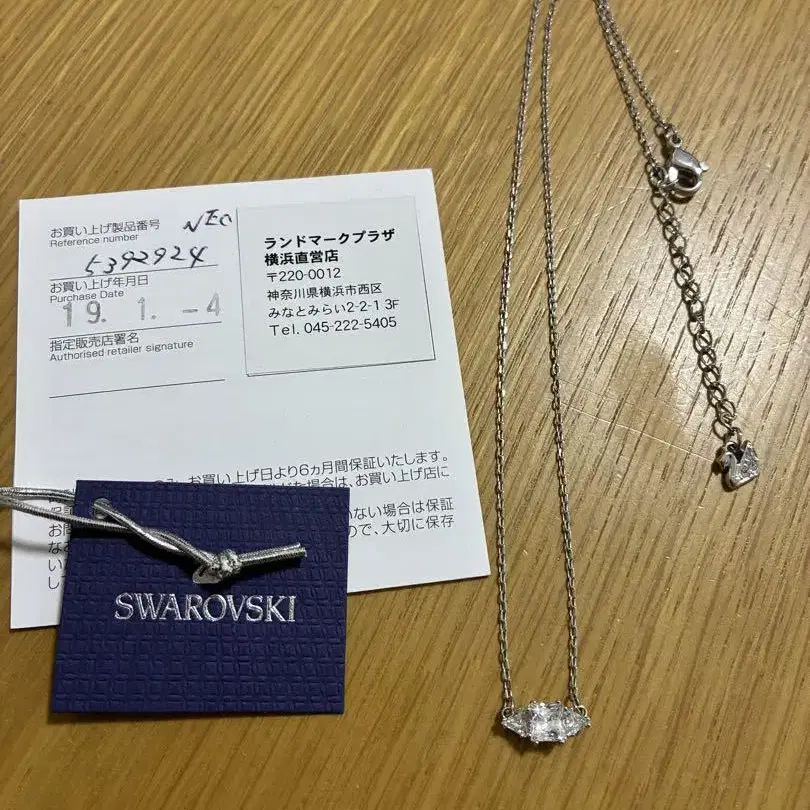 お買い上げ製品番号 NEC
Reference number
5392924
お買い上げ年月日
Purchase Date
19. 1. -4
指定販売店署名
Authorised retailer signature
ランドマークプラザ
横浜直営店
〒220-0012
神奈川県横浜市西区
みなとみらい2-2-1 3F
Tel. 045-222-5405
お買い上げ日より6ヵ月間保証いたします。
場合は、お買い上げ店に
ない場合は保証
ので、大切に保存
SWAROVSKI